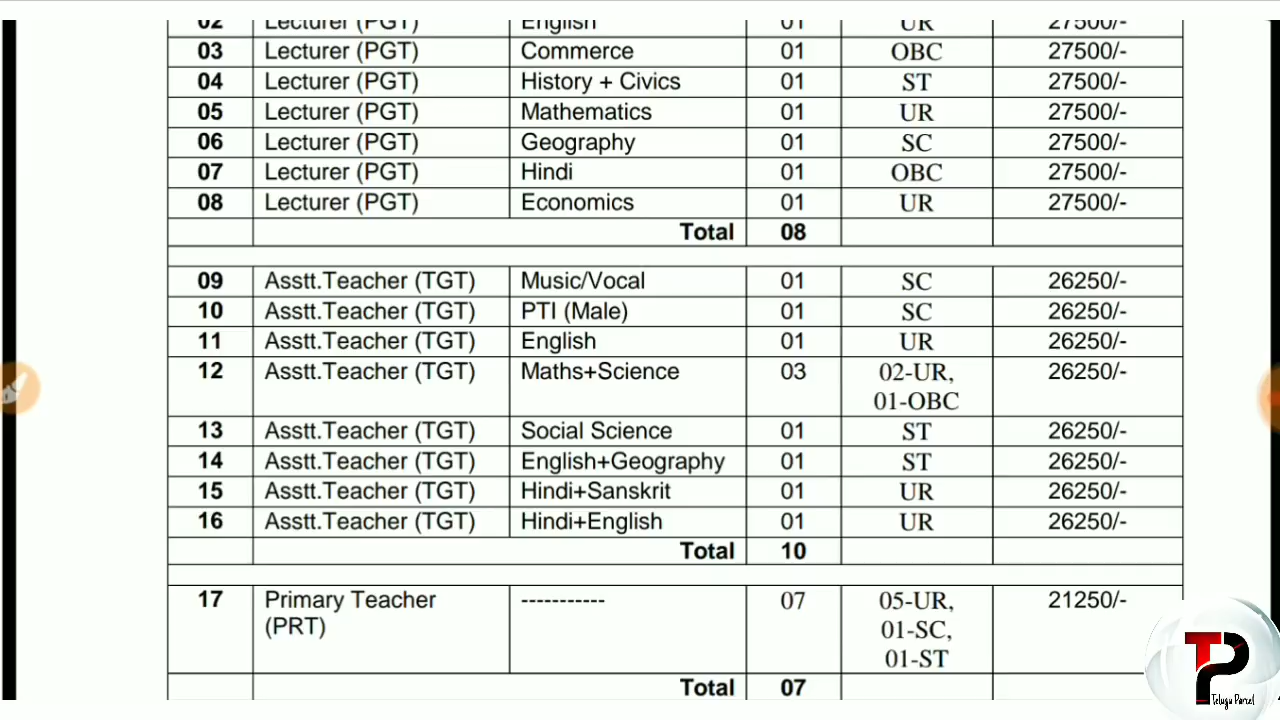 02 Lecturer (PGT) English 01 UR 27500/-
03 Lecturer (PGT) Commerce 01 OBC 27500/-
04 Lecturer (PGT) History + Civics 01 ST 27500/-
05 Lecturer (PGT) Mathematics 01 UR 27500/-
06 Lecturer (PGT) Geography 01 SC 27500/-
07 Lecturer (PGT) Hindi 01 OBC 27500/-
08 Lecturer (PGT) Economics 01 UR 27500/-
Total 08
09 Asstt.Teacher (TGT) Music/Vocal 01 SC 26250/-
10 Asstt.Teacher (TGT) PTI (Male) 01 SC 26250/-
11 Asstt.Teacher (TGT) English 01 UR 26250/-
12 Asstt.Teacher (TGT) Maths+Science 03 02-UR, 26250/-
01-OBC
13 Asstt.Teacher (TGT) Social Science 01 ST 26250/-
14 Asstt.Teacher (TGT) English+Geography 01 ST 26250/-
15 Asstt.Teacher (TGT) Hindi+Sanskrit 01 UR 26250/-
16 Asstt.Teacher (TGT) Hindi+English 01 UR 26250/-
Total 10
17 Primary Teacher ----------- 07 05-UR, 21250/-
(PRT) 01-SC,
01-ST
Total 07
TP
Telugu Parcel